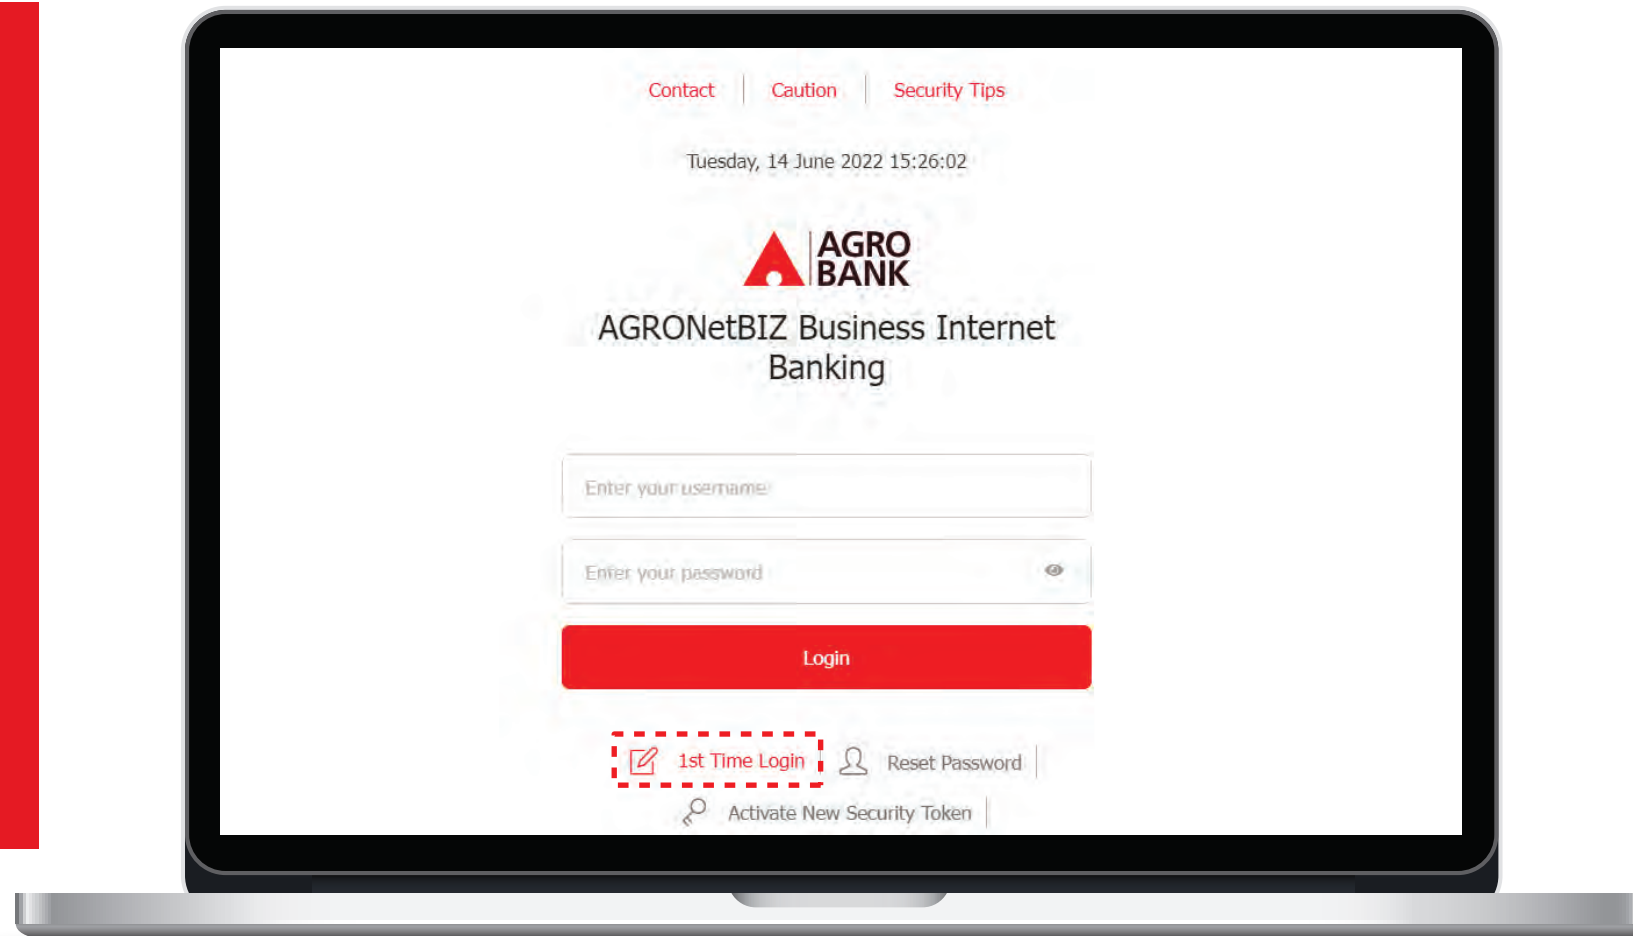 Contact
Caution
Security Tips
Tuesday, 14 June 2022 15:26:02
AGRO
BANK
AGRONetBIZ Business Internet
Banking
Enter your username
Enter your password
Login
1st Time Login
Reset Password
Activate New Security Token